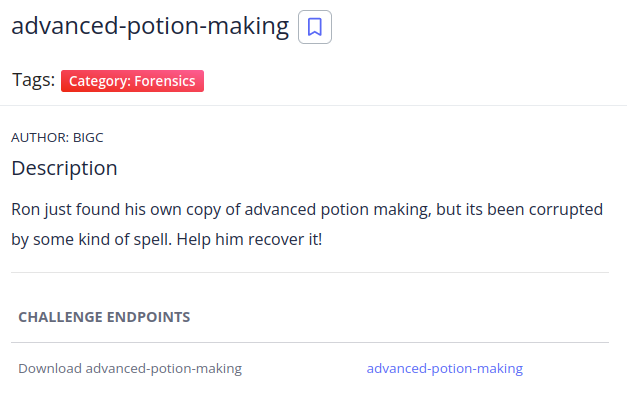 advanced-potion-making
Tags: Category: Forensics
AUTHOR: BIGC
Description
Ron just found his own copy of advanced potion making, but its been corrupted
by some kind of spell. Help him recover it!
CHALLENGE ENDPOINTS
Download advanced-potion-making advanced-potion-making